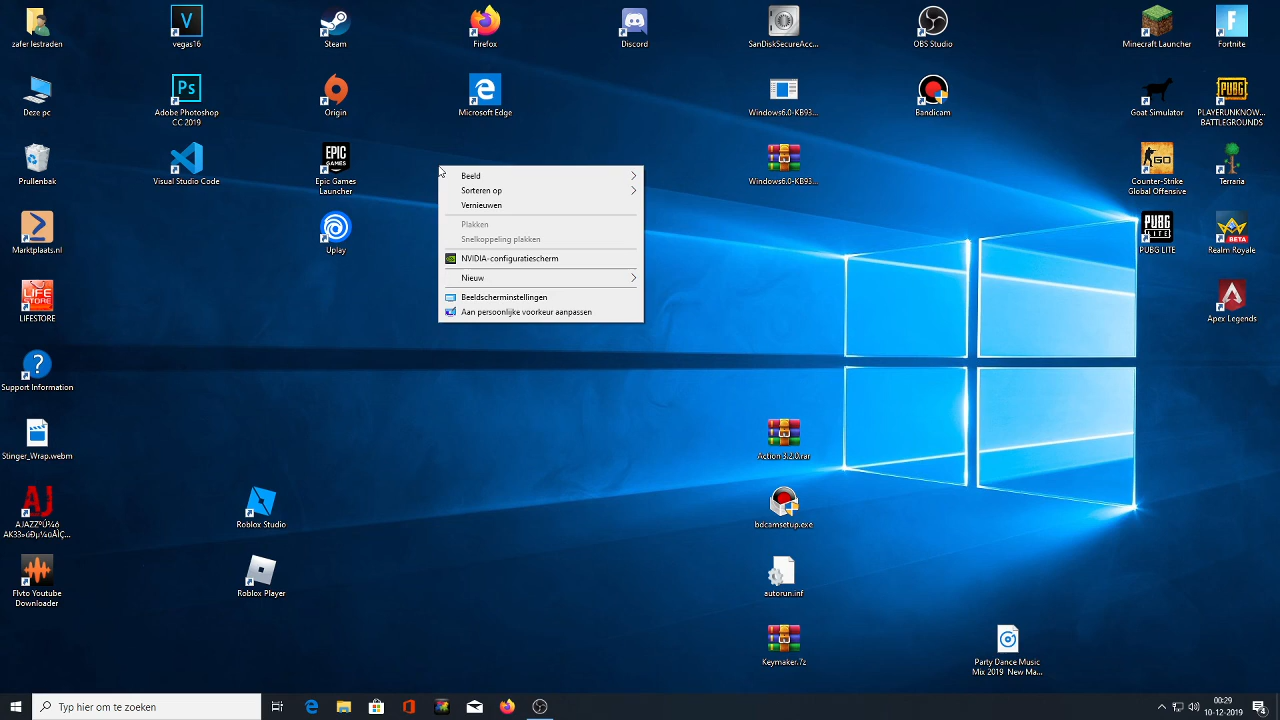 zafer lestraden
vegas16
Steam
Firefox
Discord
SanDiskSecureAcc...
OBS Studio
Minecraft Launcher
Fortnite
Deze pc
Adobe Photoshop
CC 2019
Origin
Microsoft Edge
Windows6.0-KB93...
Bandicam
Goat Simulator
PLAYERUNKNOW...
BATTLEGROUNDS
Prullenbak
Visual Studio Code
Epic Games
Launcher
Windows6.0-KB93...
Counter-Strike
Global Offensive
Terraria
Marktplaats.nl
Uplay
PUBG LITE
Realm Royale
LIFESTORE
Apex Legends
Beeld
Sorteren op
Vernieuwen
Plakken
Snelkoppeling plakken
NVIDIA-configuratiescherm
Nieuw
Beeldscherminstellingen
Aan persoonlijke voorkeur aanpassen
Support Information
Stinger_Wrap.webm
Action 3.2.0.rar
Roblox Studio
bdcamsetup.exe
Flvto Youtube
Downloader
Roblox Player
autorun.inf
Keymaker.7z
Party Dance Music
Mix 2019 New Ma...
Typ hier om te zoeken
00:29
10-12-2019